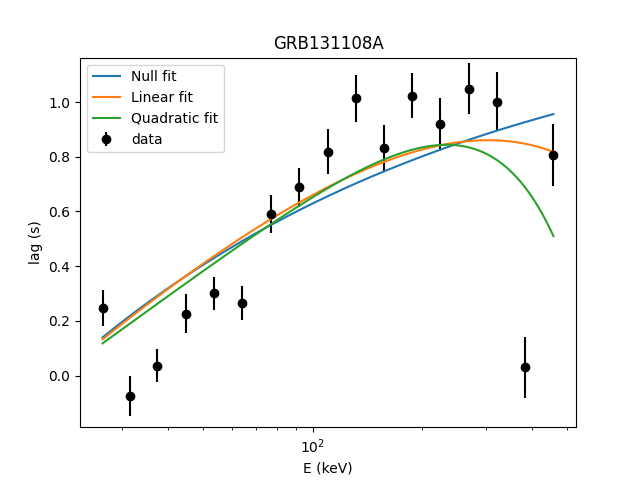 GRB131108A
Null fit
Linear fit
Quadratic fit
data
lag (s)
1.0
0.8
0.6
0.4
0.2
0.0
10²
E (keV)